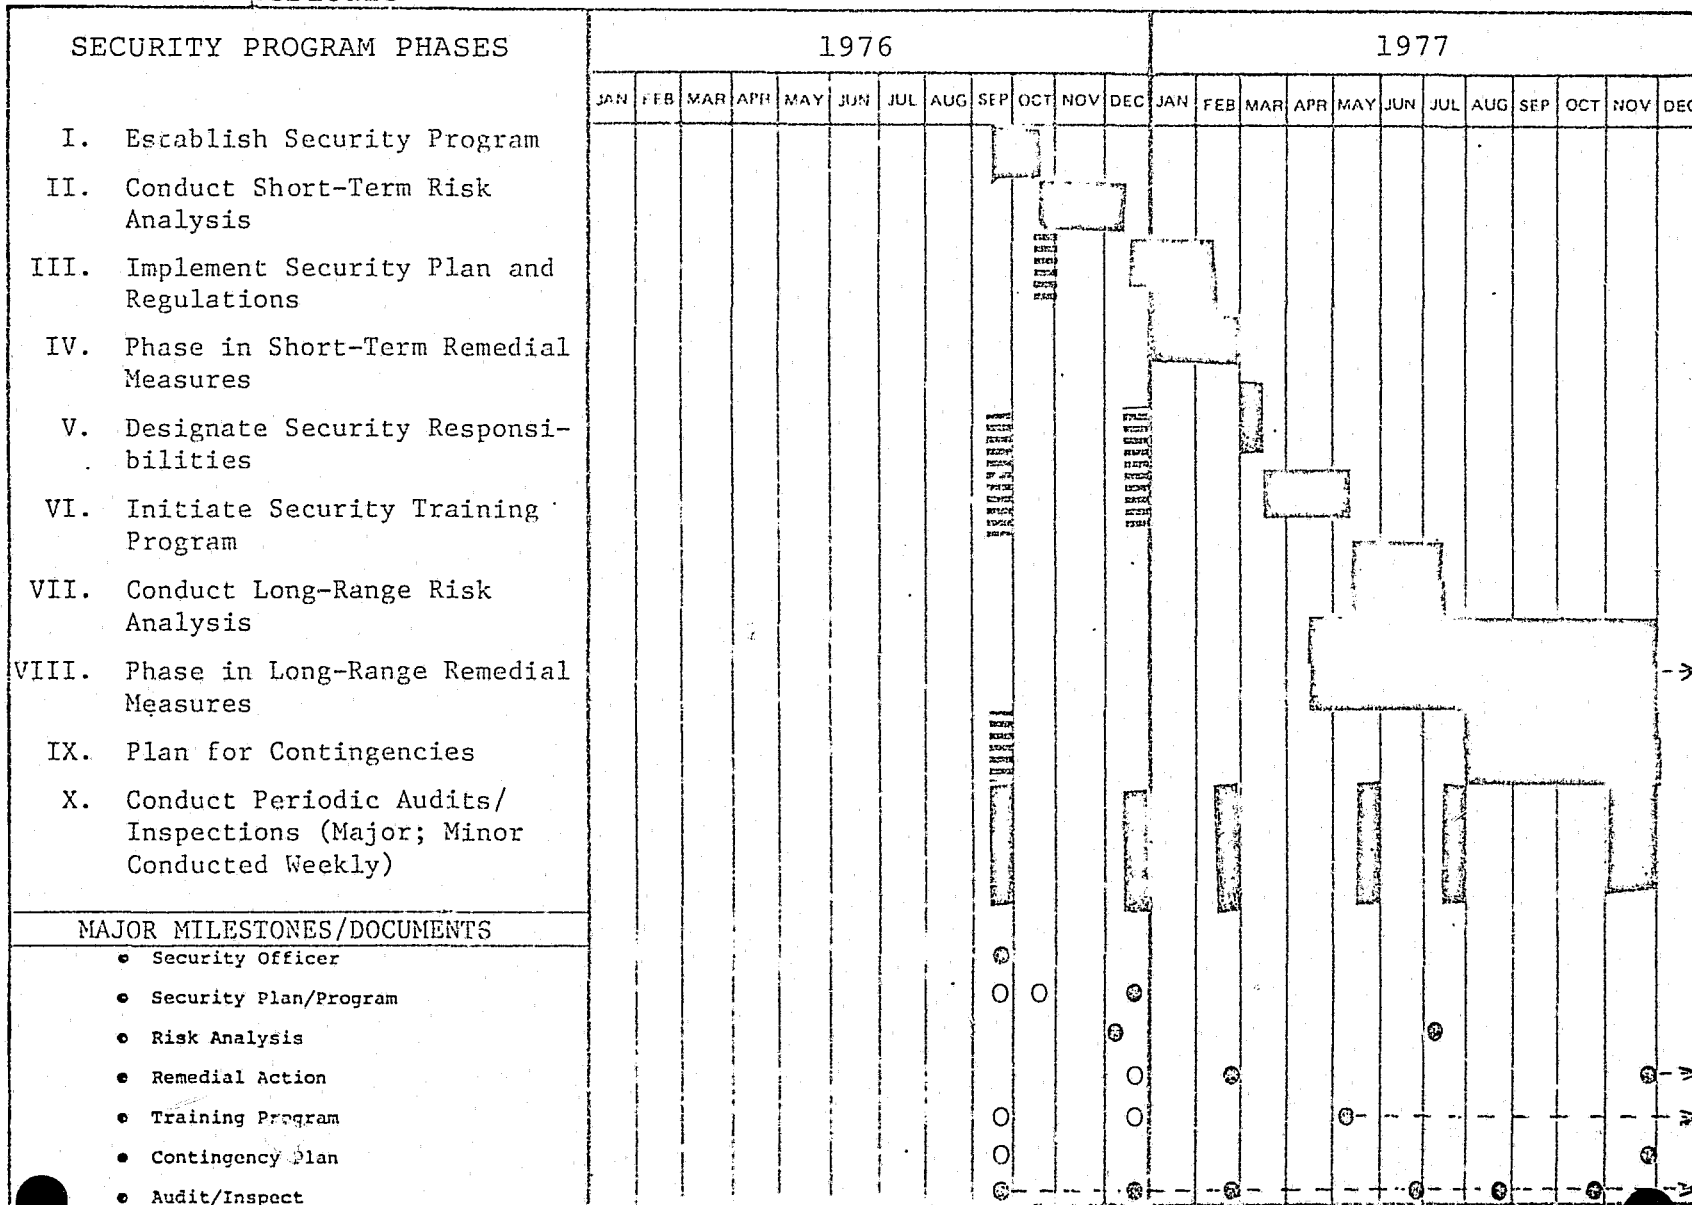 SECURITY PROGRAM PHASES
1976
1977
JAN FEB MAR APR MAY JUN JUL AUG SEP OCT NOV DEC JAN FEB MAR APR MAY JUN JUL AUG SEP OCT NOV DEC
I. Establish Security Program
II. Conduct Short-Term Risk
Analysis
III. Implement Security Plan and
Regulations
IV. Phase in Short-Term Remedial
Measures
V. Designate Security Responsi-
bilities
VI. Initiate Security Training
Program
VII. Conduct Long-Range Risk
Analysis
VIII. Phase in Long-Range Remedial
Measures
IX. Plan for Contingencies
X. Conduct Periodic Audits/
Inspections (Major; Minor
Conducted Weekly)
MAJOR MILESTONES/DOCUMENTS
• Security Officer
• Security Plan/Program
• Risk Analysis
• Remedial Action
• Training Program
• Contingency Plan
• Audit/Inspect